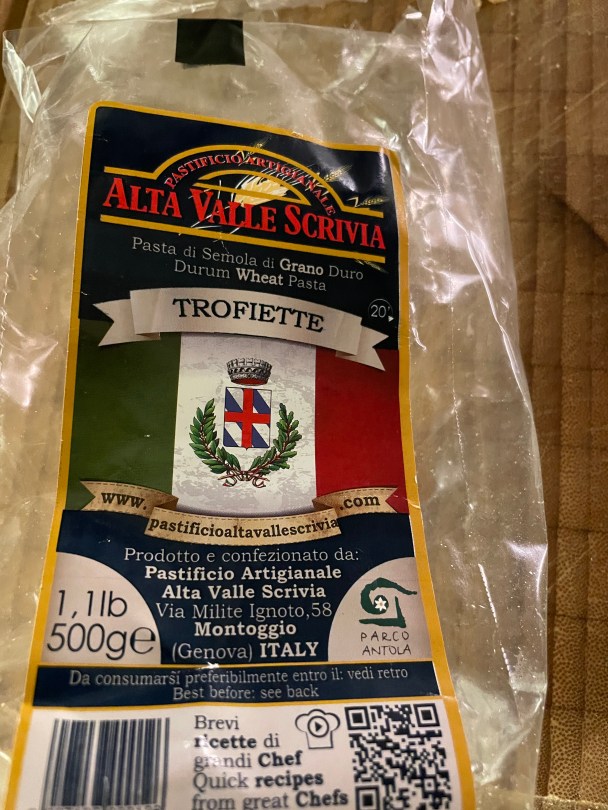 PASTIFICIO ARTIGIANALE
ALTA VALLE SCRIVIA
Pasta di Semola di Grano Duro
Durum Wheat Pasta
TROFIETTE
20'
www.
pastificioaltavallescrivia
.com
Prodotto e confezionato da:
Pastificio Artigianale
Alta Valle Scrivia
Via Milite Ignoto,58
Montoggio
(Genova) ITALY
1,1lb
500g e
PARCO
ANTOLA
Da consumarsi preferibilmente entro il: vedi retro
Best before: see back
Brevi
ricette di
grandi Chef
Quick recipes
from great Chefs